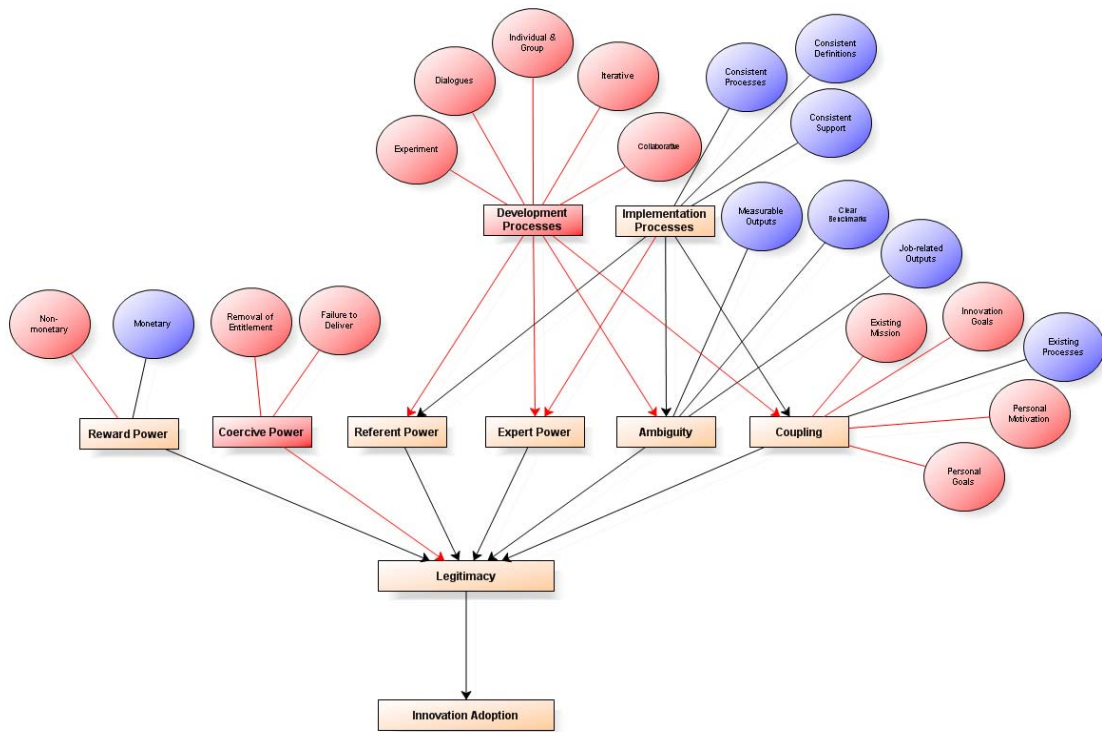 Individual &
Group
Consistent
Definitions
Dialogues
Iterative
Consistent
Processes
Consistent
Support
Experiment
Collaborative
Development
Processes
Implementation
Processes
Measurable
Outputs
Clear
Benchmarks
Job-related
Outputs
Non-
monetary
Monetary
Removal of
Entitlement
Failure to
Deliver
Existing
Mission
Innovation
Goals
Existing
Processes
Personal
Motivation
Reward Power
Coercive Power
Referent Power
Expert Power
Ambiguity
Coupling
Personal
Goals
Legitimacy
Innovation Adoption